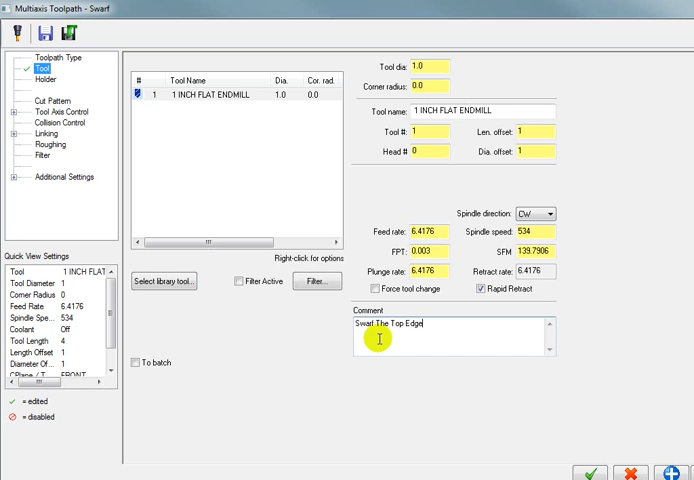 Multiaxis Toolpath - Swarf
Toolpath Type
Tool
Holder
Cut Pattern
Tool Axis Control
Collision Control
Linking
Roughing
Filter
Additional Settings
Quick View Settings
Tool 1 INCH FLAT
Tool Diameter 1
Corner Radius 0
Feed Rate 6.4176
Spindle Spe... 534
Coolant Off
Tool Length 4
Length Offset 1
Diameter Of... 1
CPlane / T... FRONT
= edited
= disabled
# Tool Name Dia. Cor. rad.
1 1 INCH FLAT ENDMILL 1.0 0.0
Right-click for options
Select library tool...
Filter Active
Filter...
To batch
Tool dia: 1.0
Corner radius: 0.0
Tool name: 1 INCH FLAT ENDMILL
Tool #: 1 Len. offset: 1
Head # 0 Dia. offset: 1
Spindle direction: CW
Feed rate: 6.4176 Spindle speed: 534
FPT: 0.003 SFM 139.7906
Plunge rate: 6.4176 Retract rate: 6.4176
Force tool change Rapid Retract
Comment
Swarf The Top Edge